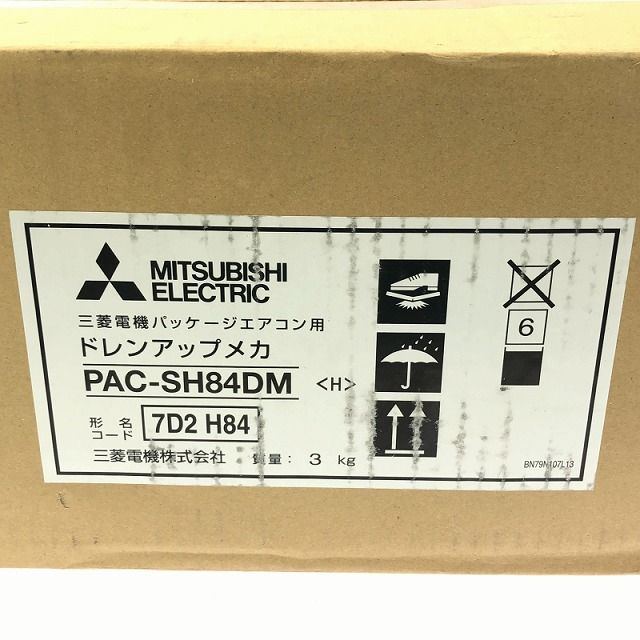 MITSUBISHI
ELECTRIC
三菱電機パッケージエアコン用
ドレンアップメカ
PAC-SH84DM <H>
形名
コード 7D2 H84
三菱電機株式会社 質量: 3 kg
6
BN79N107L13